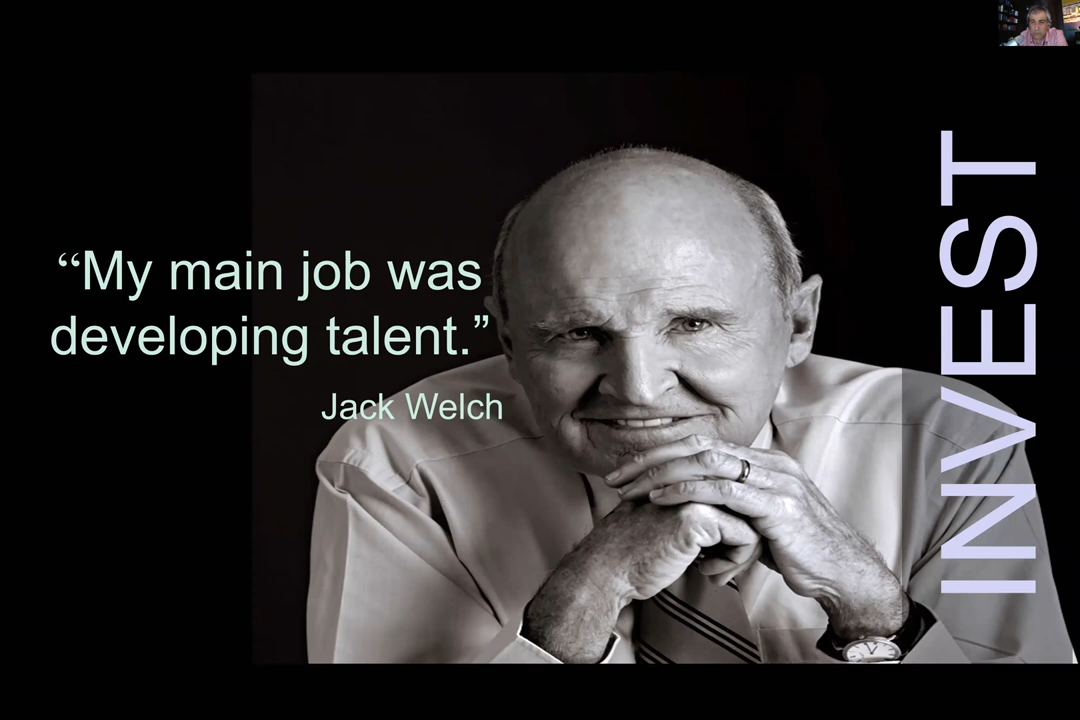 “My main job was
developing talent.”
Jack Welch
INVEST